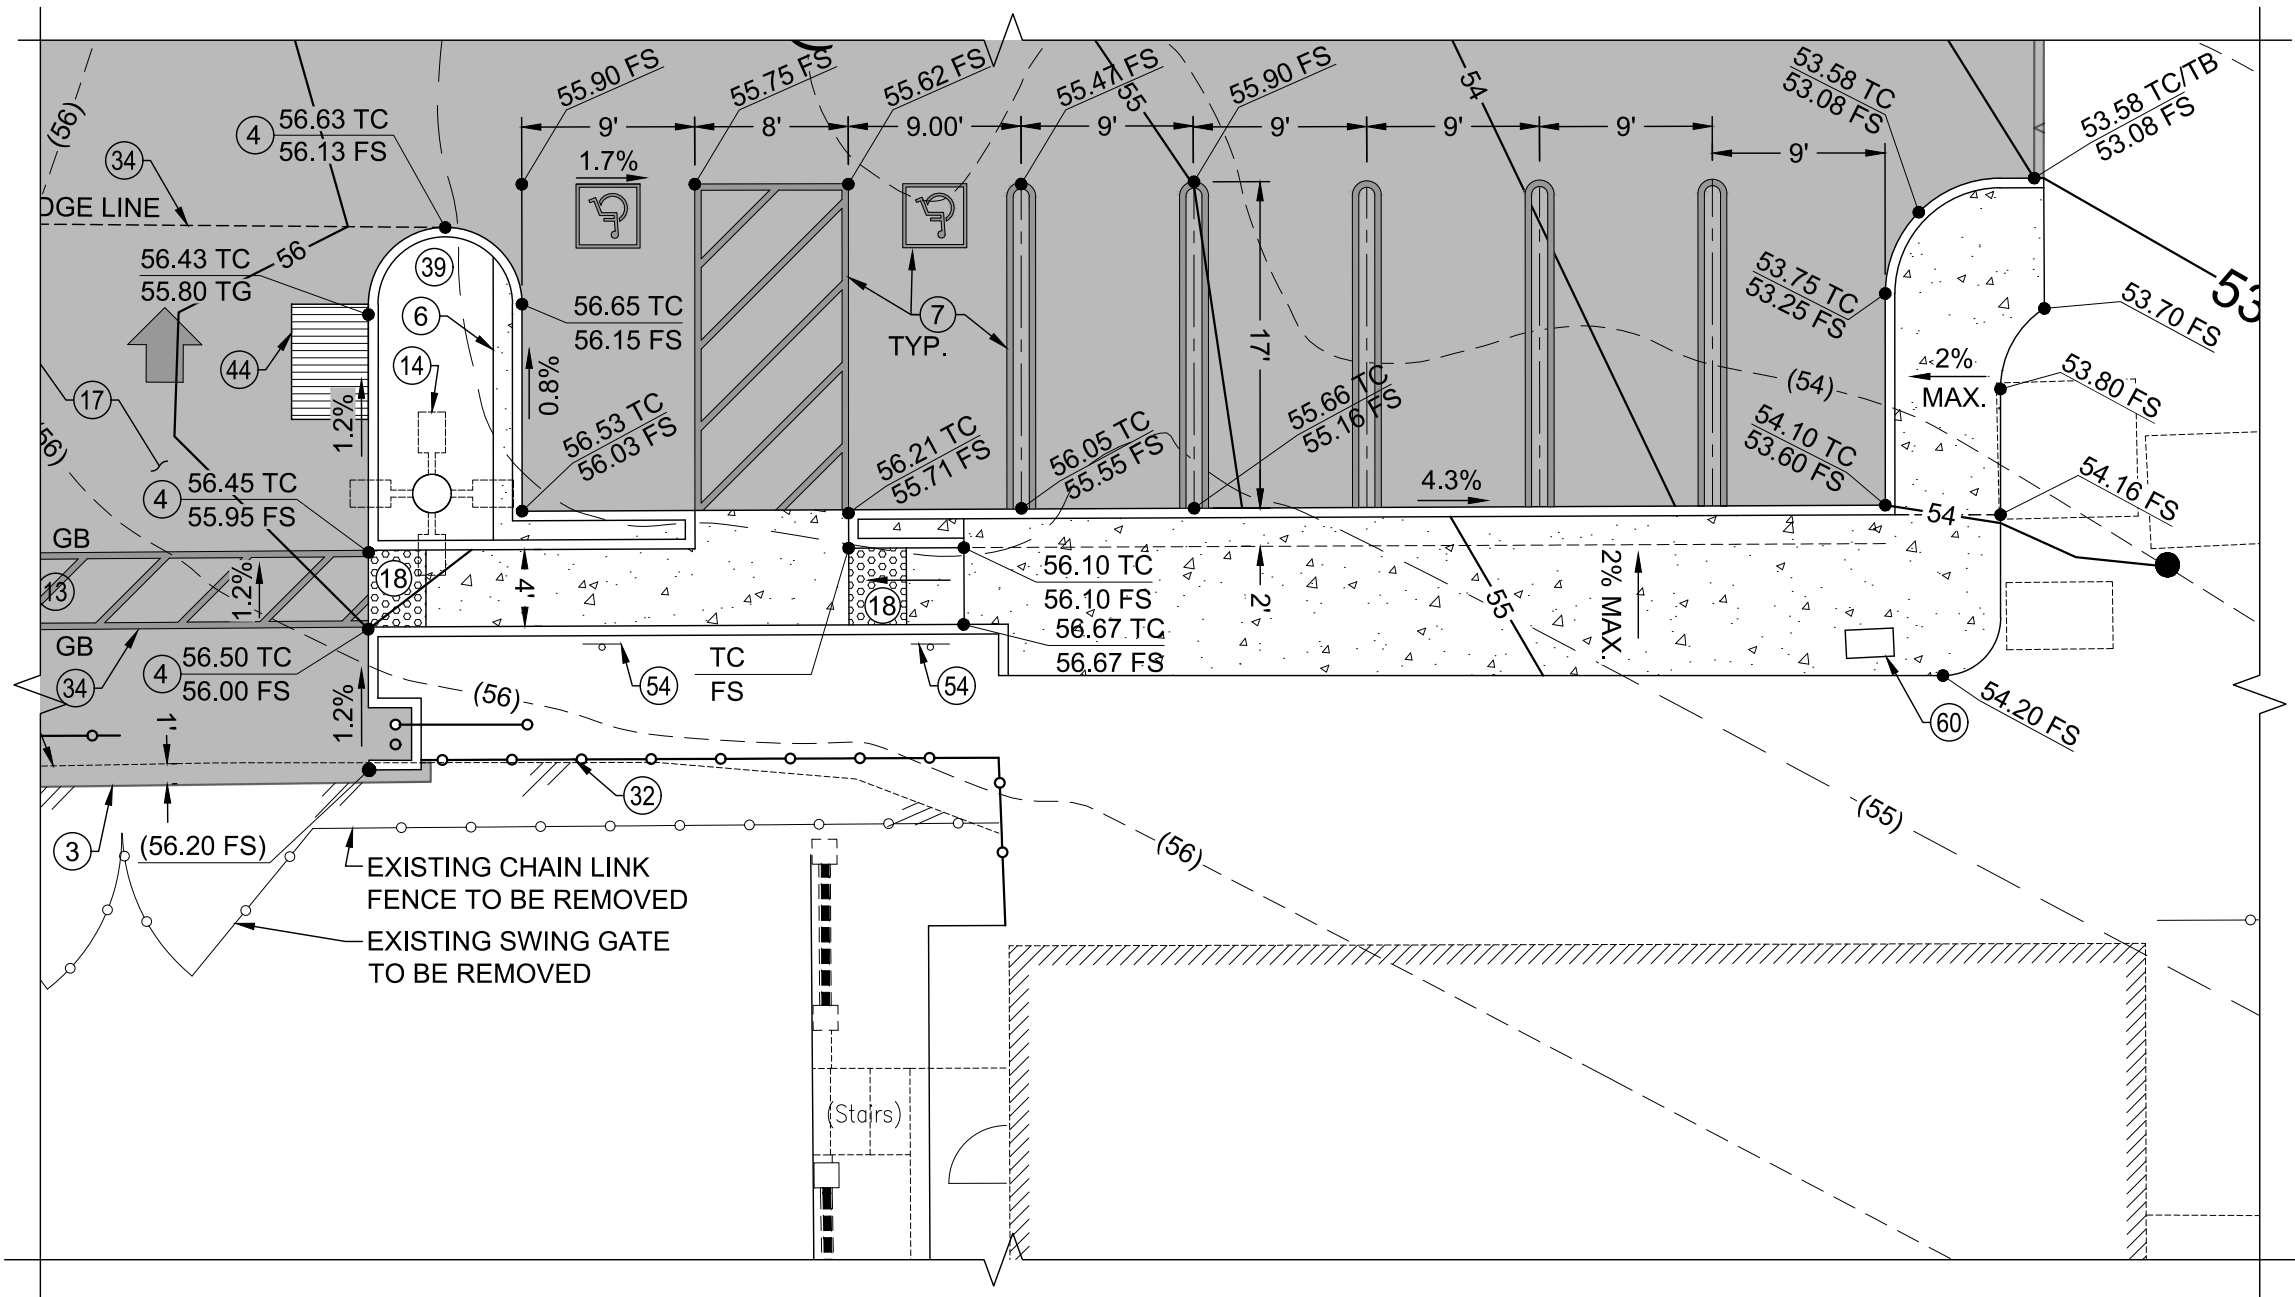 55.90 FS
55.75 FS
55.62 FS
55.47 FS
55.90 FS
53.58 TC
53.08 FS
53.58 TC/TB
53.08 FS
(56)
4
56.63 TC
56.13 FS
34
9'
8'
9.00'
9'
9'
9'
9'
9'
55
54
1.7%
DGE LINE
56
39
56.43 TC
55.80 TG
6
56.65 TC
56.15 FS
7
TYP.
17'
53.75 TC
53.25 FS
53.70 FS
53
44
14
0.8%
1.2%
2%
MAX.
(54)
53.80 FS
17
56)
56.53 TC
56.03 FS
56.21 TC
55.71 FS
56.05 TC
55.55 FS
55.66 TC
55.16 FS
54.10 TC
53.60 FS
54.16 FS
4
56.45 TC
55.95 FS
4.3%
54
GB
13
1.2%
18
4'
18
56.10 TC
56.10 FS
2'
55
2% MAX.
GB
34
4
56.50 TC
56.00 FS
1.2%
54
TC
FS
54
56.67 TC
56.67 FS
60
54.20 FS
(56)
1'
32
(55)
3
(56.20 FS)
(56)
EXISTING CHAIN LINK
FENCE TO BE REMOVED
EXISTING SWING GATE
TO BE REMOVED
(Stairs)